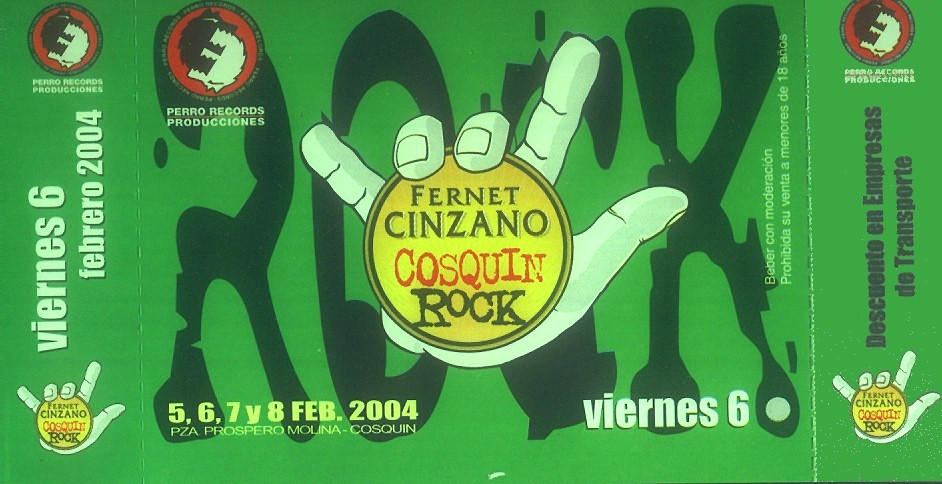 PERRO RECORDS
PRODUCCIONES
viernes 6
febrero 2004
FERNET
CINZANO
COSQUIN
ROCK
ROCK
PERRO RECORDS
PRODUCCIONES
FERNET
CINZANO
COSQUIN
ROCK
Beber con moderación
Prohibida su venta a menores de 18 años
5, 6, 7 y 8 FEB. 2004
PZA PROSPERO MOLINA - COSQUIN
viernes 6
PERRO RECORDS
PRODUCCIONES
Descuento en Empresas
de Transporte
FERNET
CINZANO
COSQUIN
ROCK